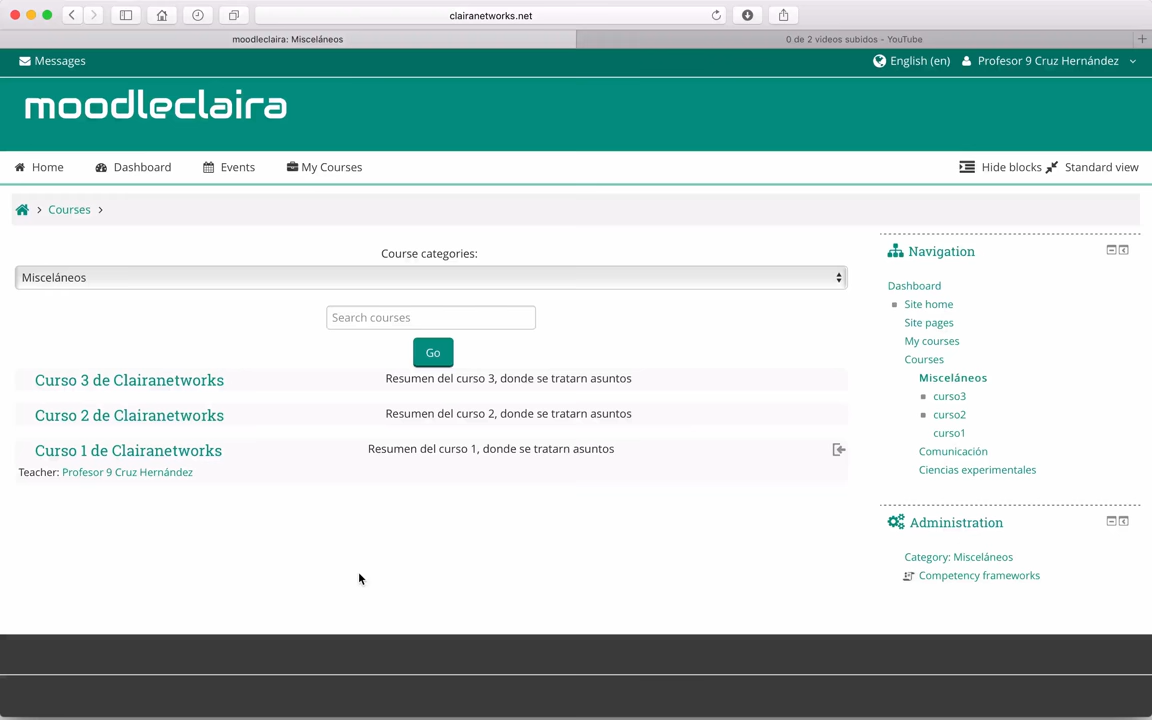 clairanetworks.net
moodleclaira: Misceláneos
0 de 2 videos subidos - YouTube
Messages
English (en)
Profesor 9 Cruz Hernández
moodleclaira
Home
Dashboard
Events
My Courses
Hide blocks
Standard view
Courses
Course categories:
Misceláneos
Search courses
Go
Curso 3 de Clairanetworks
Resumen del curso 3, donde se tratarn asuntos
Curso 2 de Clairanetworks
Resumen del curso 2, donde se tratarn asuntos
Curso 1 de Clairanetworks
Resumen del curso 1, donde se tratarn asuntos
Teacher: Profesor 9 Cruz Hernández
Navigation
Dashboard
Site home
Site pages
My courses
Courses
Misceláneos
curso3
curso2
curso1
Comunicación
Ciencias experimentales
Administration
Category: Misceláneos
Competency frameworks